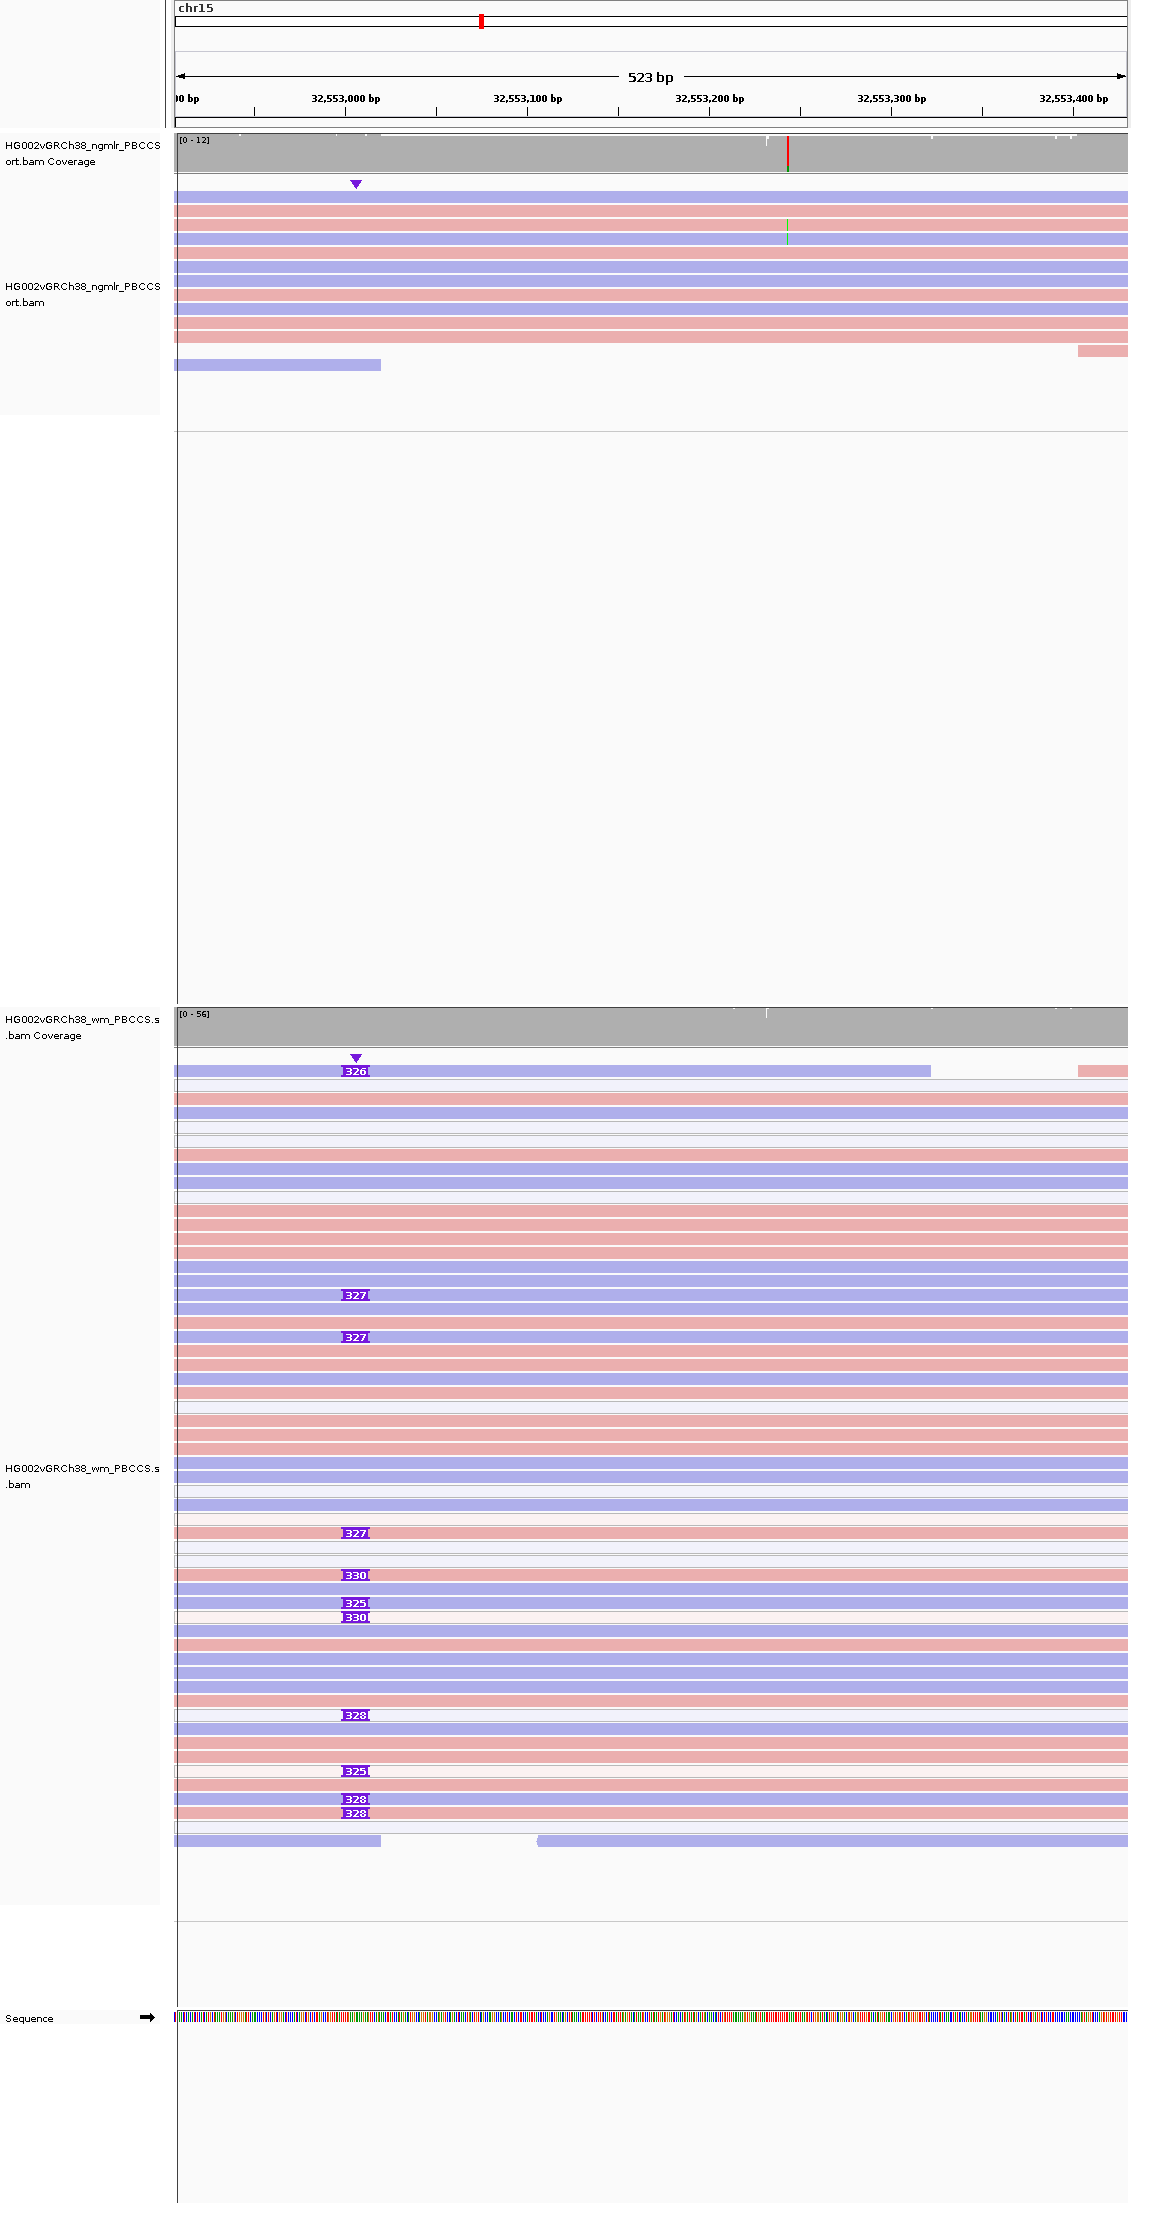 chr15
523 bp
00 bp 32,553,000 bp 32,553,100 bp 32,553,200 bp 32,553,300 bp 32,553,400 bp
HG002vGRCh38_ngmlr_PBCCS
ort.bam Coverage
[0 - 12]
HG002vGRCh38_ngmlr_PBCCS
ort.bam
HG002vGRCh38_wm_PBCCS.s
.bam Coverage
[0 - 56]
326
327
327
HG002vGRCh38_wm_PBCCS.s
.bam
327
330
325
330
328
325
328
328
Sequence